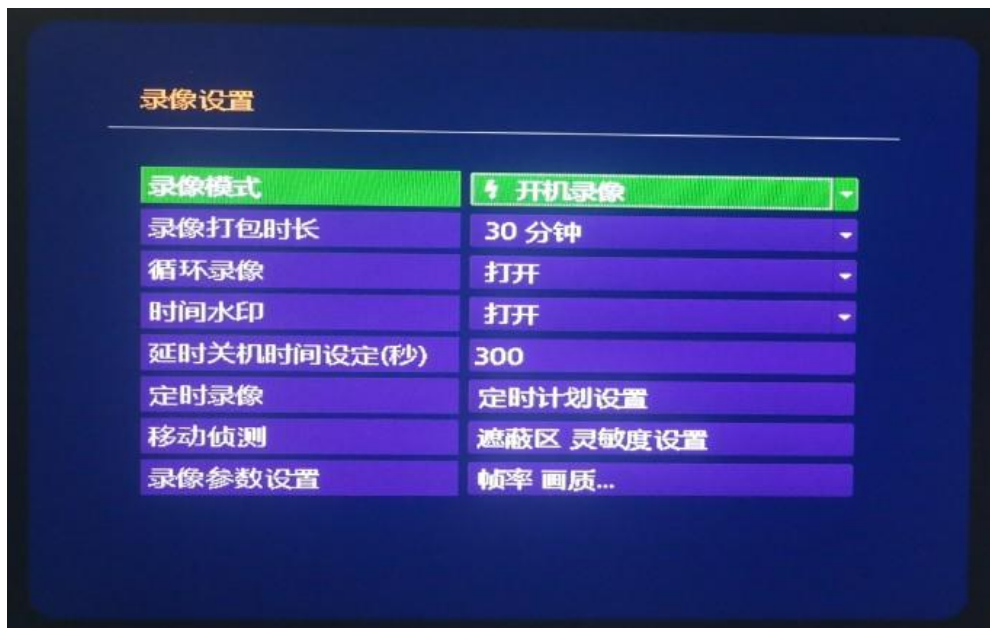 录像设置
录像模式 开机录像
录像打包时长 30 分钟
循环录像 打开
时间水印 打开
延时关机时间设定(秒) 300
定时录像 定时计划设置
移动侦测 遮蔽区 灵敏度设置
录像参数设置 帧率 画质...